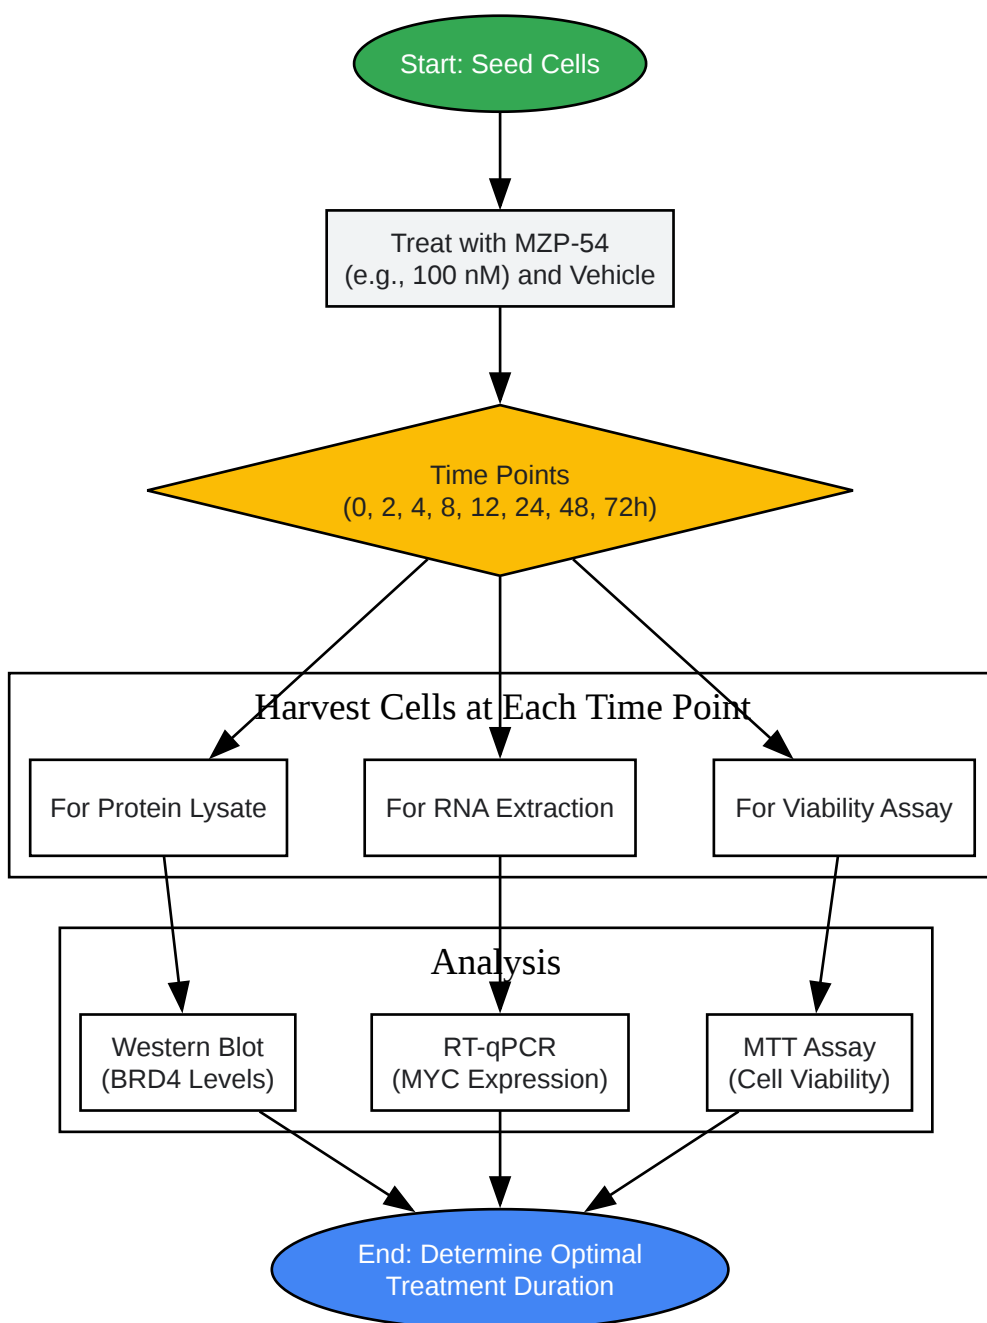 Start: Seed Cells
Treat with MZP-54
(e.g., 100 nM) and Vehicle
Time Points
(0, 2, 4, 8, 12, 24, 48, 72h)
Harvest Cells at Each Time Point
For Protein Lysate
For RNA Extraction
For Viability Assay
Analysis
Western Blot
(BRD4 Levels)
RT-qPCR
(MYC Expression)
MTT Assay
(Cell Viability)
End: Determine Optimal
Treatment Duration